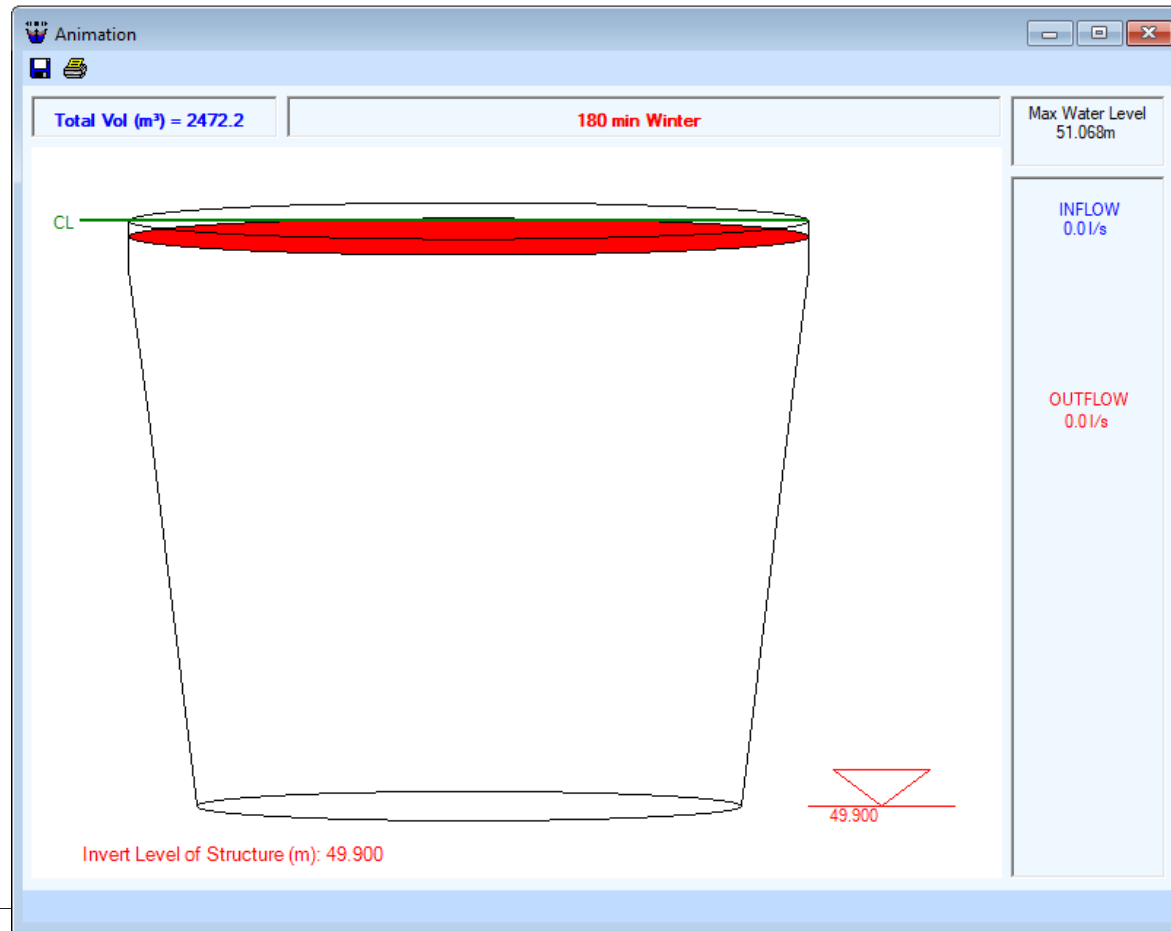 Animation
Total Vol (m³) = 2472.2
180 min Winter
Max Water Level
51.068m
CL
INFLOW
0.0 l/s
OUTFLOW
0.0 l/s
49.900
Invert Level of Structure (m): 49.900